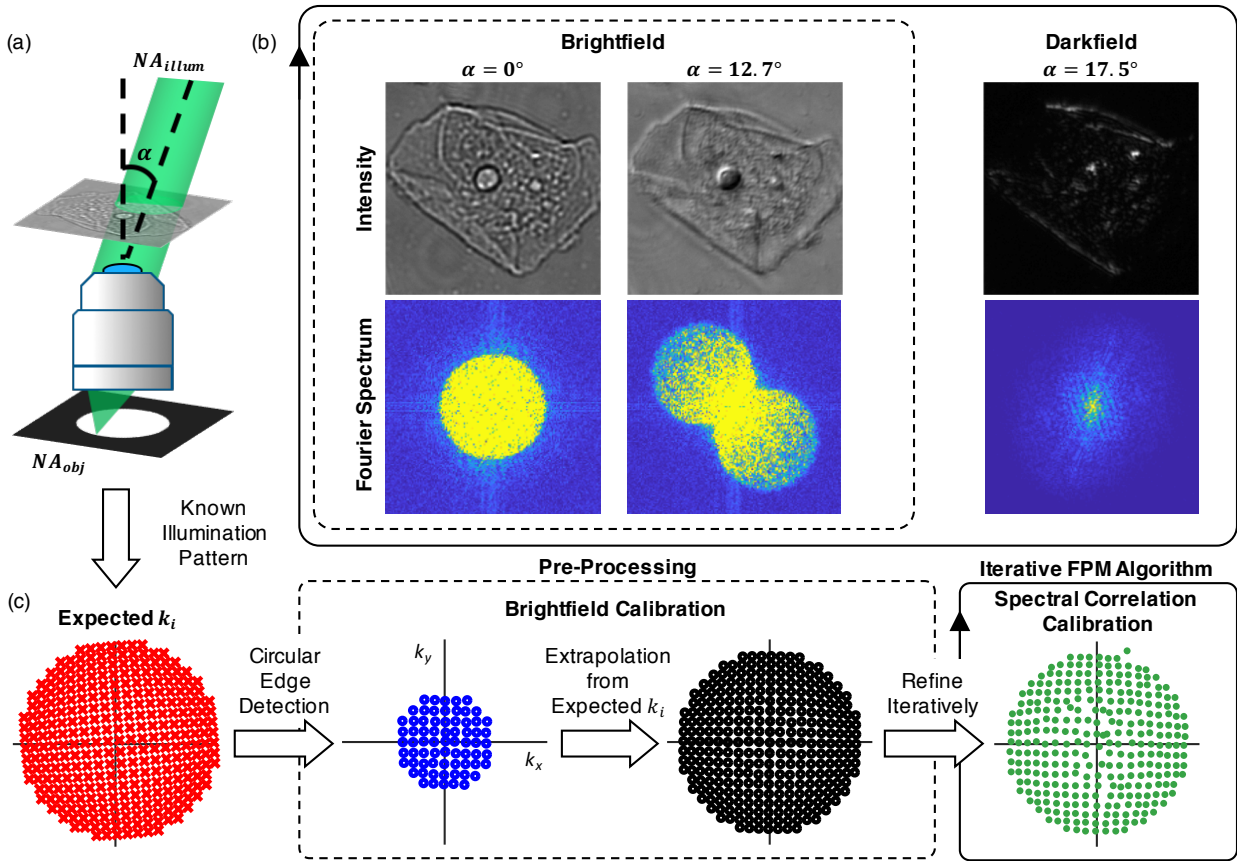 (a)
NA_illum
α
NA_obj
Known
Illumination
Pattern
(b)
Brightfield
α = 0°
α = 12.7°
Darkfield
α = 17.5°
Intensity
Fourier Spectrum
(c)
Expected k_i
Circular
Edge
Detection
Pre-Processing
Brightfield Calibration
k_y
k_x
Extrapolation
from
Expected k_i
Refine
Iteratively
Iterative FPM Algorithm
Spectral Correlation
Calibration